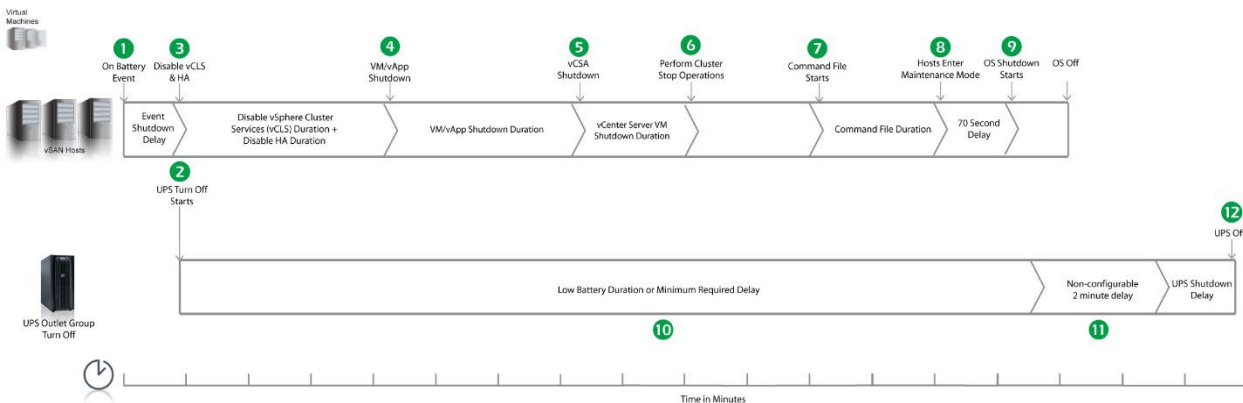 Virtual
Machines
1
On Battery
Event
3
Disable vCLS
& HA
4
VM/vApp
Shutdown
5
vCSA
Shutdown
6
Perform Cluster
Stop Operations
7
Command File
Starts
8
Hosts Enter
Maintenance Mode
9
OS Shutdown
Starts
OS Off
vSAN Hosts
Event
Shutdown
Delay
Disable vSphere Cluster
Services (vCLS) Duration +
Disable HA Duration
VM/vApp Shutdown Duration
vCenter Server VM
Shutdown Duration
Command File Duration
70 Second
Delay
2
UPS Turn Off
Starts
12
UPS Off
UPS Outlet Group
Turn Off
Low Battery Duration or Minimum Required Delay
Non-configurable
2 minute delay
UPS Shutdown
Delay
10
11
Time in Minutes